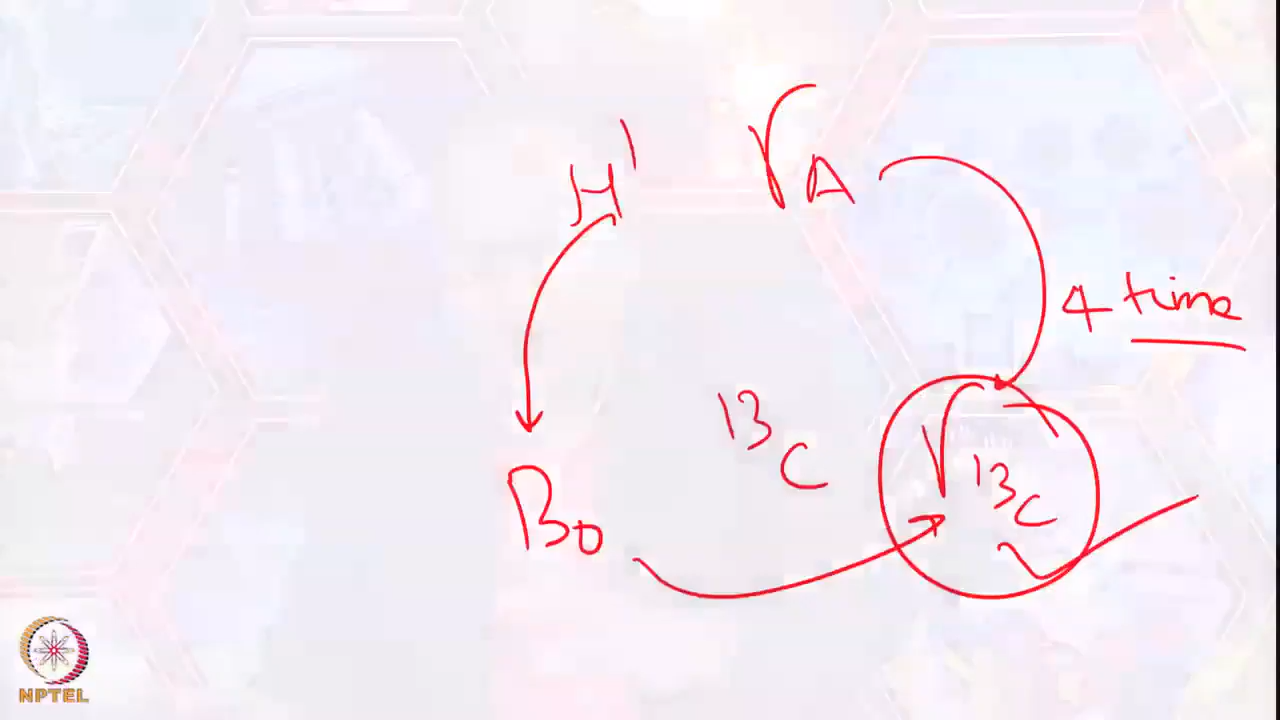 H¹ γA
4 time
¹³C γ¹³C
B₀
NPTEL